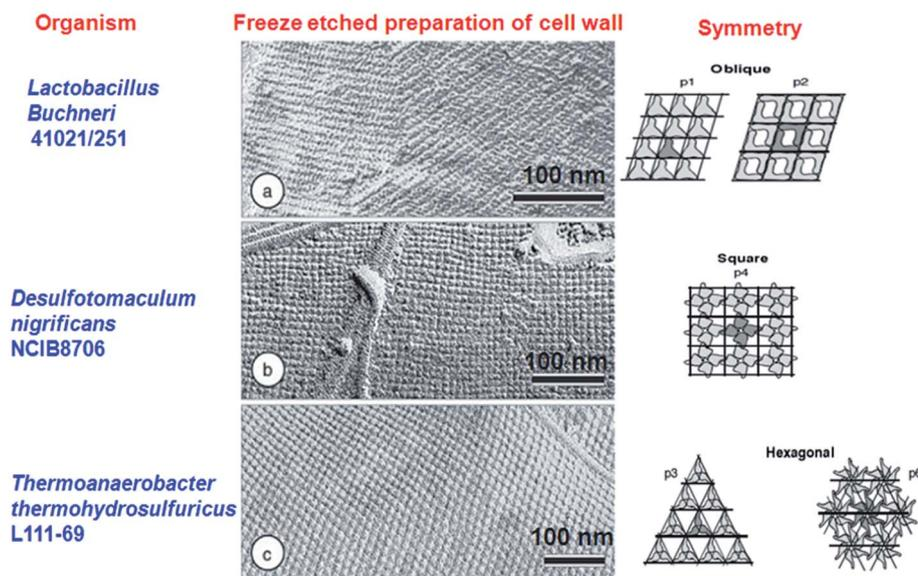 Organism
Freeze etched preparation of cell wall
Symmetry
Lactobacillus
Buchneri
41021/251
100 nm
a
Oblique
p1
p2
Desulfotomaculum
nigrificans
NCIB8706
100 nm
b
Square
p4
Thermoanaerobacter
thermohydrosulfuricus
L111-69
100 nm
c
Hexagonal
p3